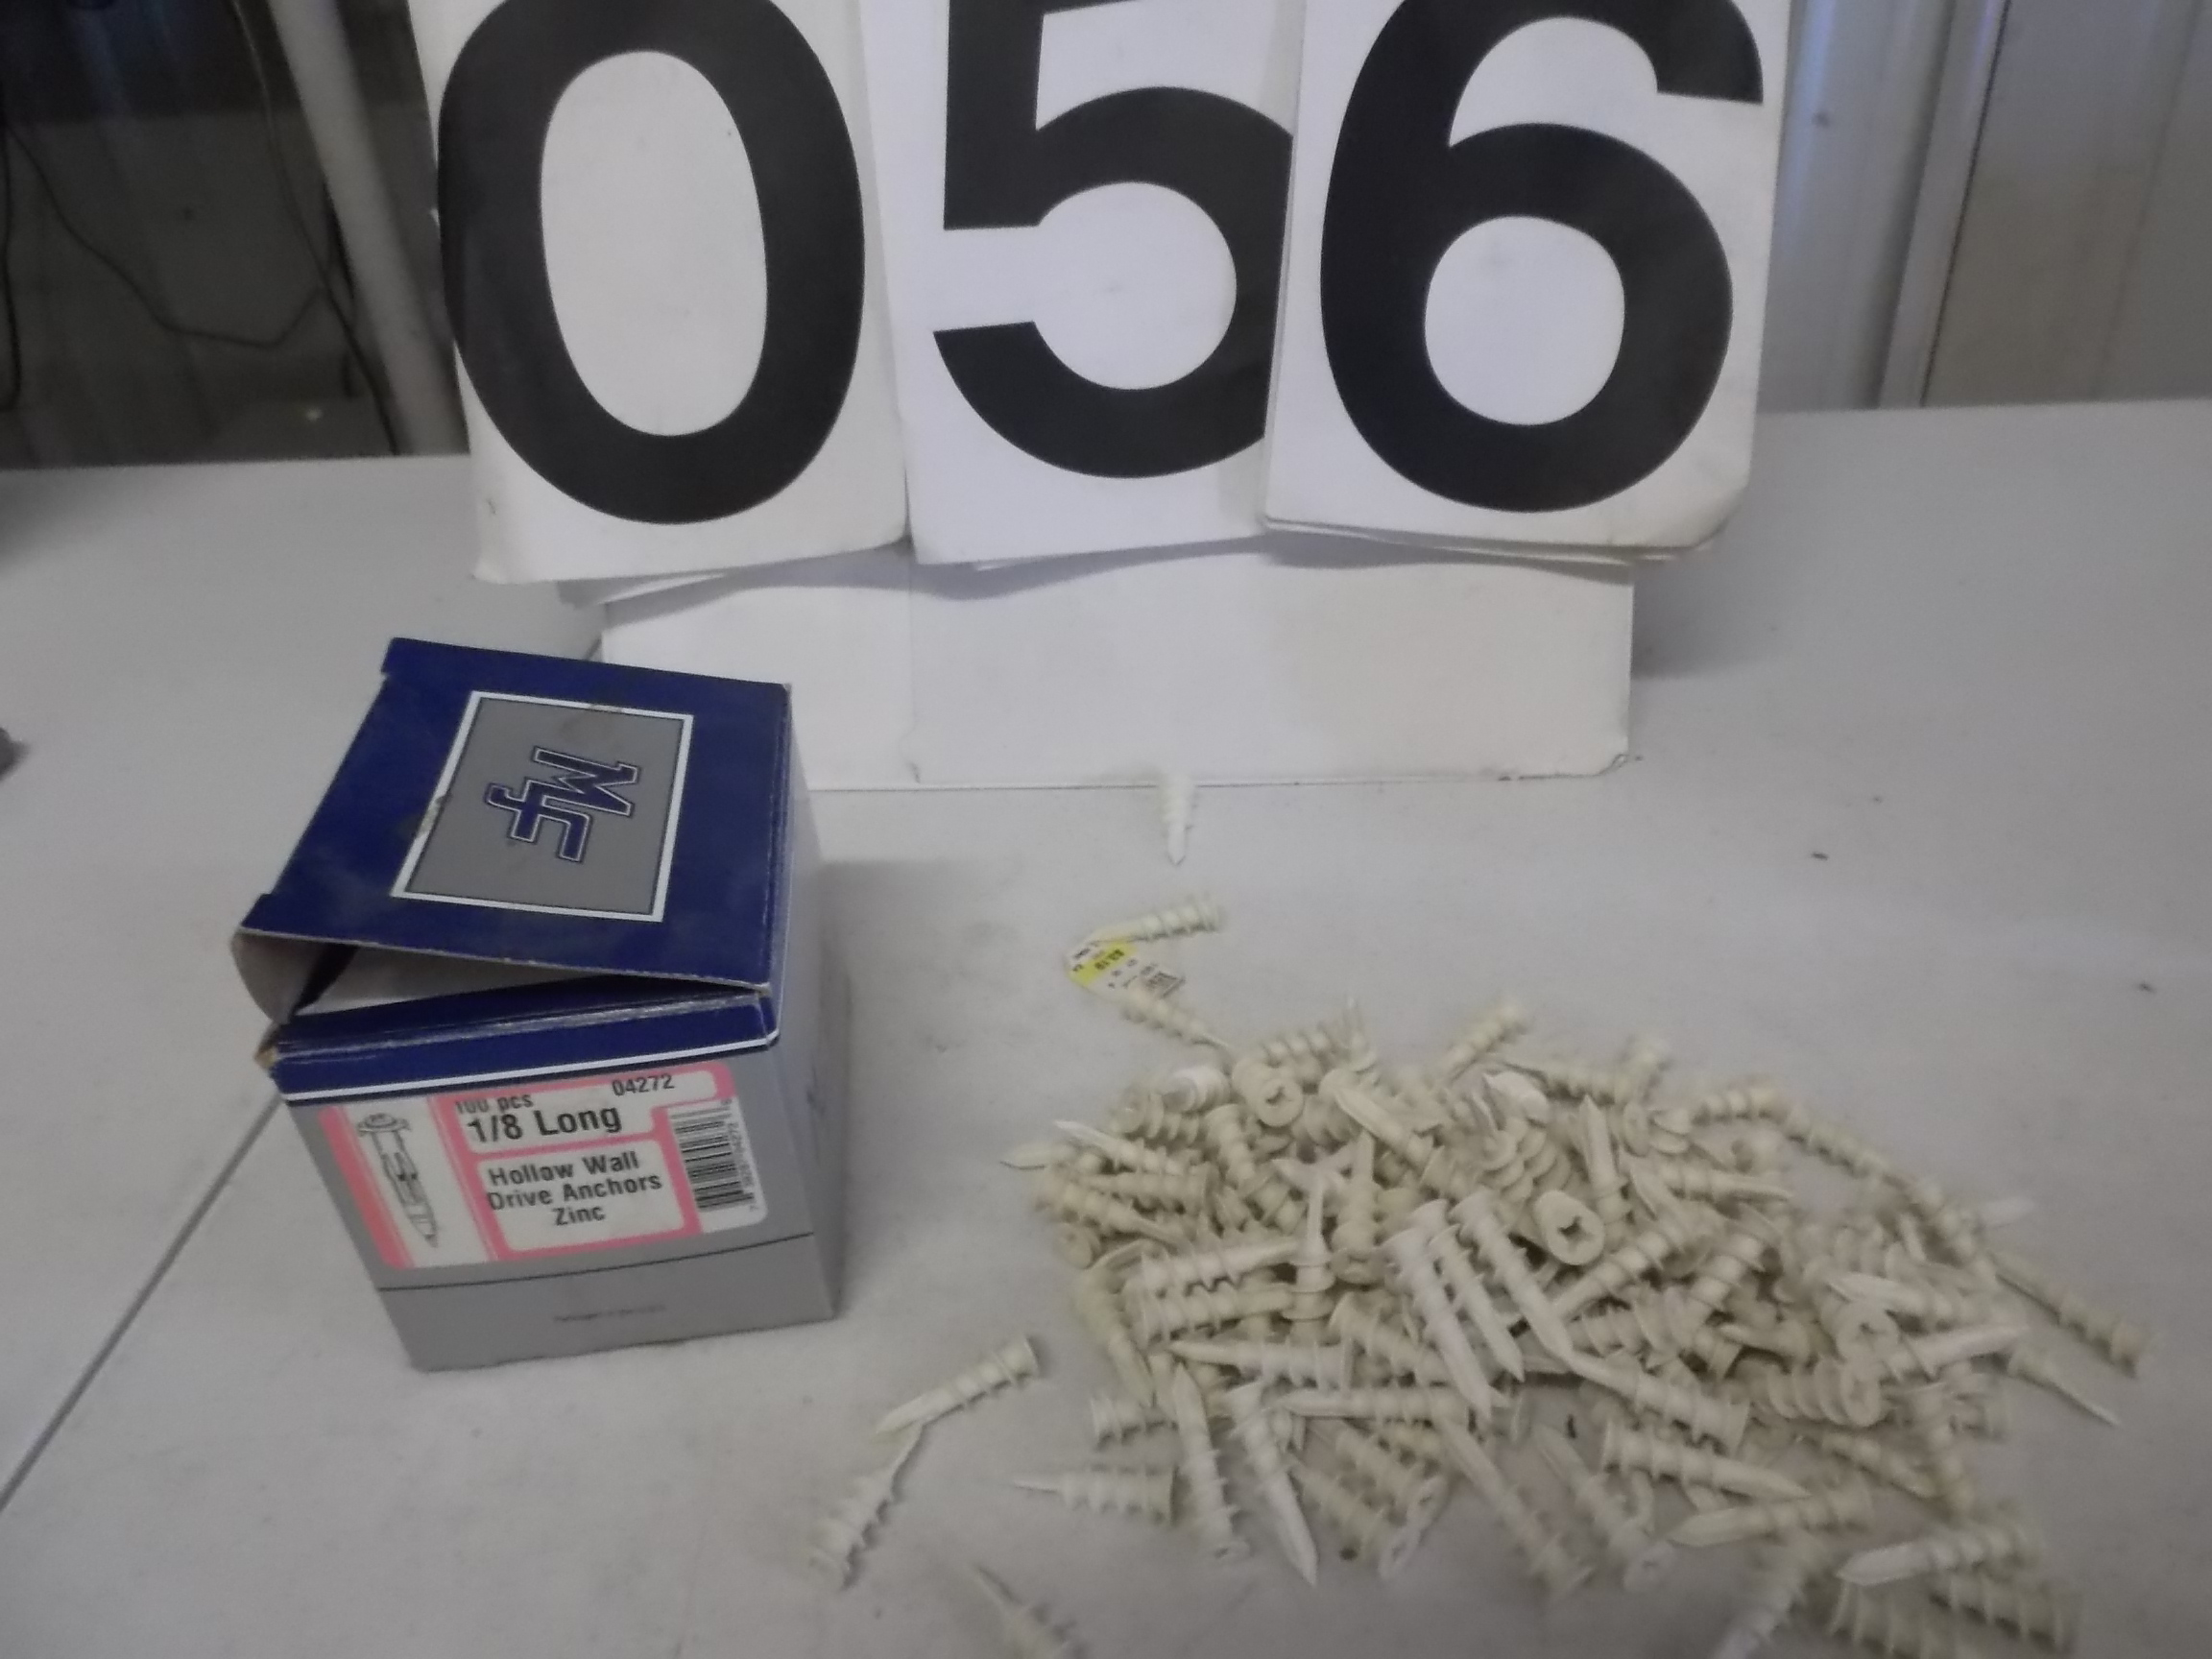 056
MF
04272
100 pcs
1/8 Long
Hollow Wall
Drive Anchors
Zinc